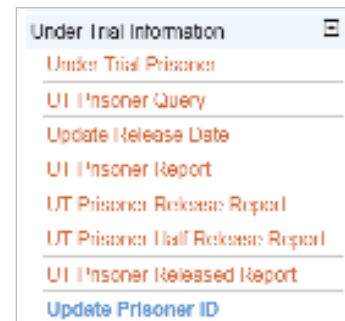 Under Trial Information
Under Trial Prisoner
UT Prisoner Query
Update Release Date
UT Prisoner Report
UT Prisoner Release Report
UT Prisoner Half Release Report
UT Prisoner Released Report
Update Prisoner ID